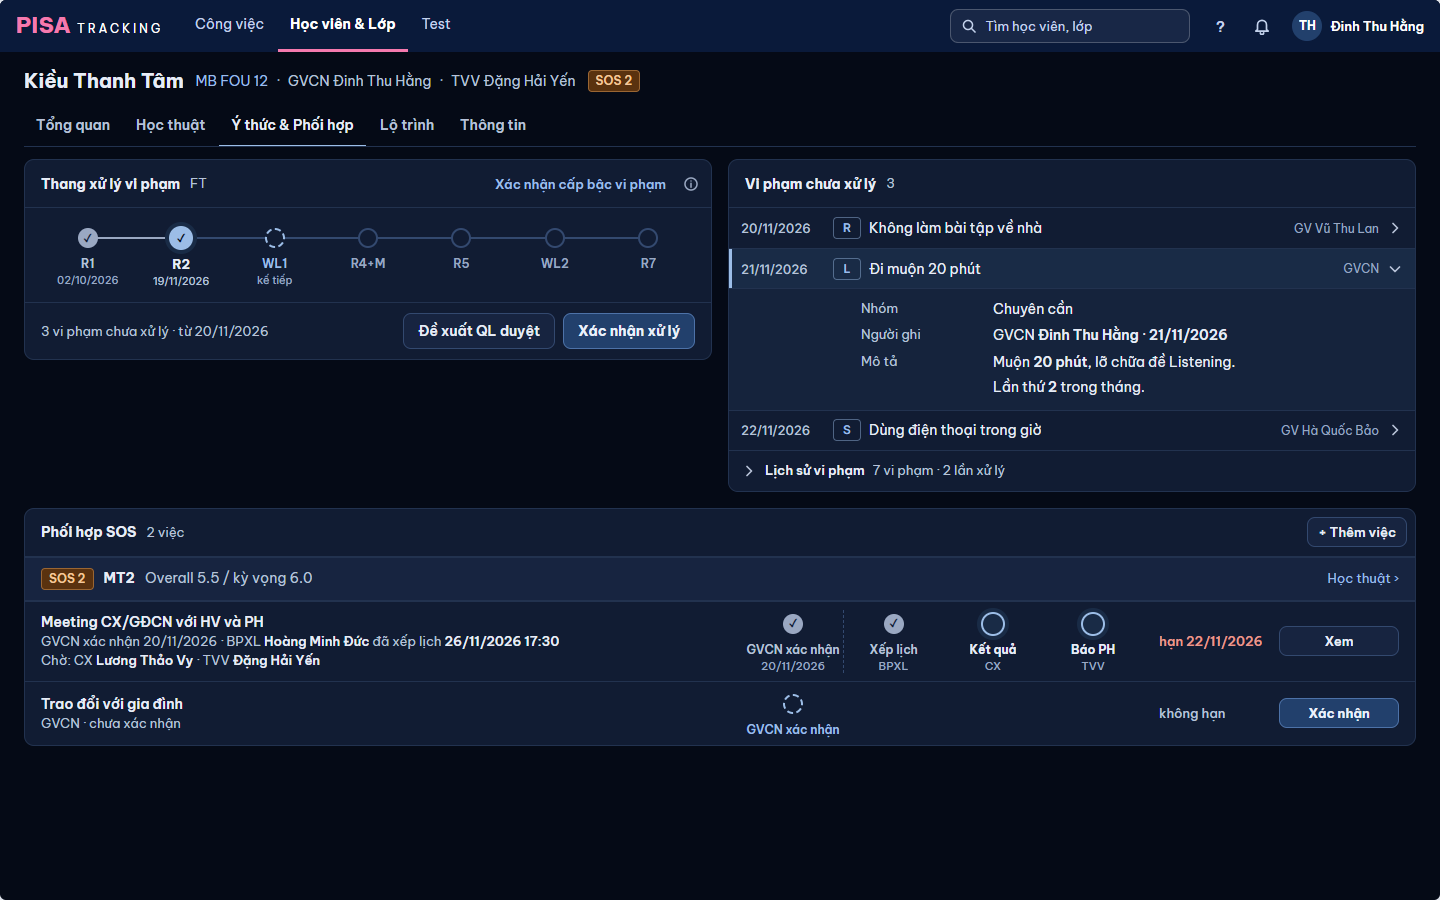 PISA TRACKING
Công việc
Học viên & Lớp
Test
Tìm học viên, lớp
?
TH
Đinh Thu Hằng
Kiều Thanh Tâm
MB FOU 12 · GVCN Đinh Thu Hằng · TVV Đặng Hải Yến
SOS 2
Tổng quan
Học thuật
Ý thức & Phối hợp
Lộ trình
Thông tin
Thang xử lý vi phạm FT
Xác nhận cấp bậc vi phạm
R1
02/10/2026
R2
19/11/2026
WL1
kế tiếp
R4+M
R5
WL2
R7
3 vi phạm chưa xử lý · từ 20/11/2026
Đề xuất QL duyệt
Xác nhận xử lý
Vi phạm chưa xử lý 3
20/11/2026 R Không làm bài tập về nhà GV Vũ Thu Lan
21/11/2026 L Đi muộn 20 phút GVCN
Nhóm Chuyên cần
Người ghi GVCN Đinh Thu Hằng · 21/11/2026
Mô tả Muộn 20 phút, lỡ chữa đề Listening.
Lần thứ 2 trong tháng.
22/11/2026 S Dùng điện thoại trong giờ GV Hà Quốc Bảo
Lịch sử vi phạm 7 vi phạm · 2 lần xử lý
Phối hợp SOS 2 việc
+ Thêm việc
SOS 2 MT2 Overall 5.5 / kỳ vọng 6.0
Học thuật ›
Meeting CX/GĐCN với HV và PH
GVCN xác nhận 20/11/2026 · BPXL Hoàng Minh Đức đã xếp lịch 26/11/2026 17:30
Chờ: CX Lương Thảo Vy · TVV Đặng Hải Yến
GVCN xác nhận
20/11/2026
Xếp lịch
BPXL
Kết quả
CX
Báo PH
TVV
hạn 22/11/2026
Xem
Trao đổi với gia đình
GVCN · chưa xác nhận
GVCN xác nhận
không hạn
Xác nhận